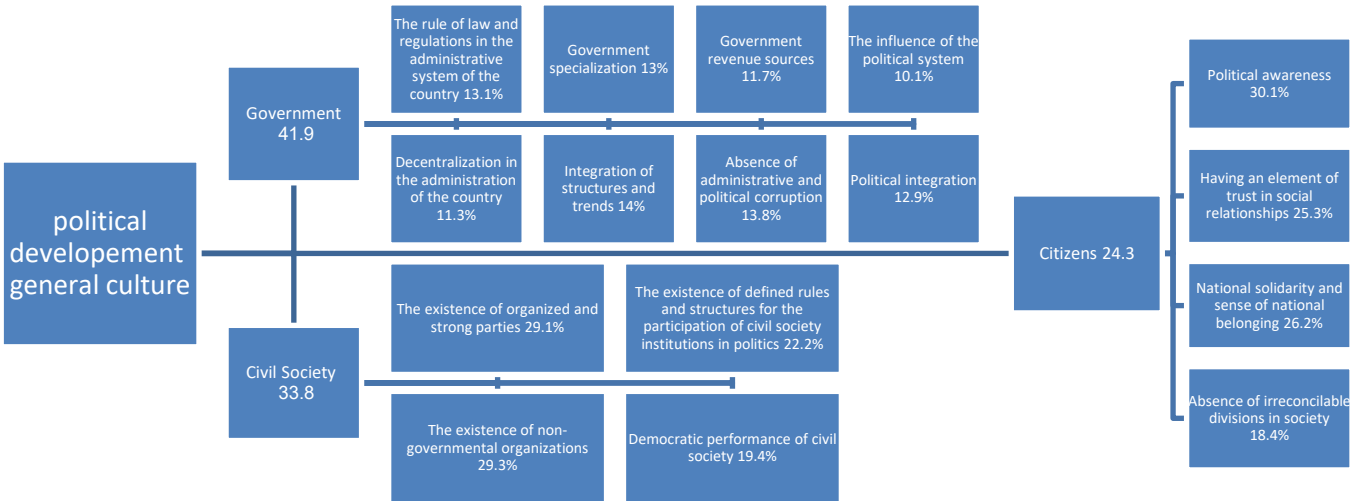 political
developement
general culture
Government
41.9
The rule of law and
regulations in the
administrative
system of the
country 13.1%
Government
specialization 13%
Government
revenue sources
11.7%
The influence of the
political system
10.1%
Decentralization in
the administration
of the country
11.3%
Integration of
structures and
trends 14%
Absence of
administrative and
political corruption
13.8%
Political integration
12.9%
Civil Society
33.8
The existence of organized and
strong parties 29.1%
The existence of defined rules
and structures for the
participation of civil society
institutions in politics 22.2%
The existence of non-
governmental organizations
29.3%
Democratic performance of civil
society 19.4%
Citizens 24.3
Political awareness
30.1%
Having an element of
trust in social
relationships 25.3%
National solidarity and
sense of national
belonging 26.2%
Absence of irreconcilable
divisions in society
18.4%